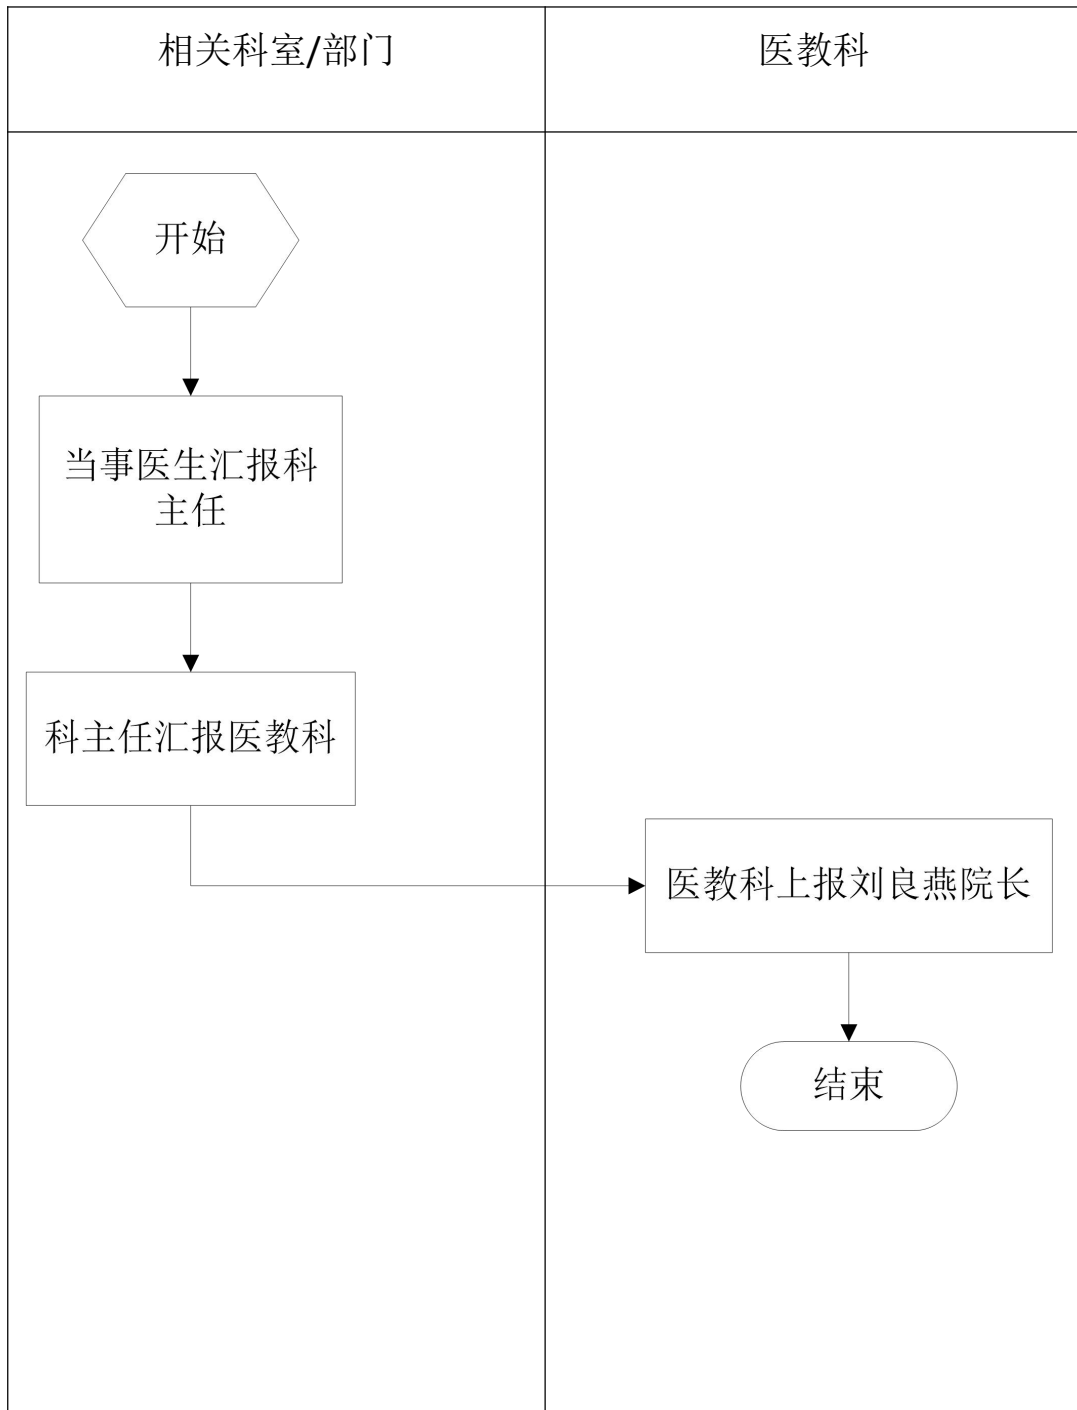 相关科室/部门
医教科
开始
当事医生汇报科
主任
科主任汇报医教科
医教科上报刘良燕院长
结束